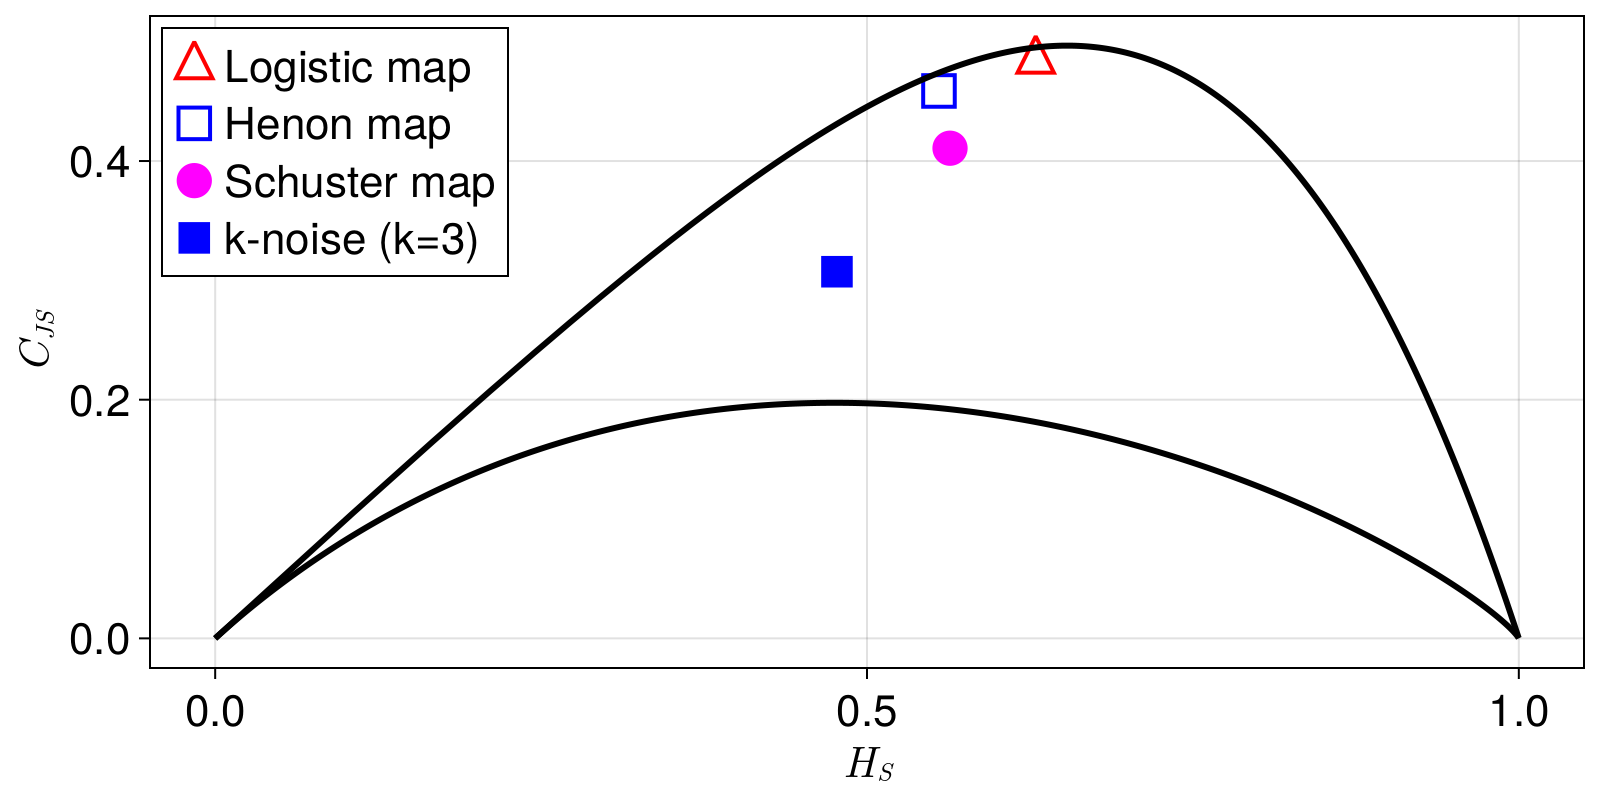 Logistic map
Henon map
Schuster map
k-noise (k=3)
0.4
0.2
0.0
C_JS
0.0 0.5 1.0
H_S